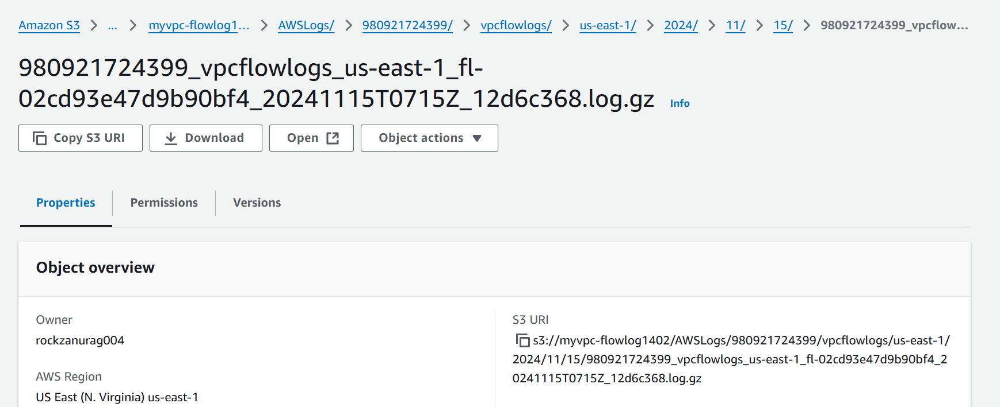 Amazon S3 > ... > myvpc-flowlog1... > AWSLogs/ > 980921724399/ > vpcflowlogs/ > us-east-1/ > 2024/ > 11/ > 15/ > 980921724399_vpcflow...
980921724399_vpcflowlogs_us-east-1_fl-
02cd93e47d9b90bf4_20241115T0715Z_12d6c368.log.gz Info
Copy S3 URI Download Open Object actions
Properties Permissions Versions
Object overview
Owner
rockzanurag004
AWS Region
US East (N. Virginia) us-east-1
S3 URI
s3://myvpc-flowlog1402/AWSLogs/980921724399/vpcflowlogs/us-east-1/
2024/11/15/980921724399_vpcflowlogs_us-east-1_fl-02cd93e47d9b90bf4_2
0241115T0715Z_12d6c368.log.gz